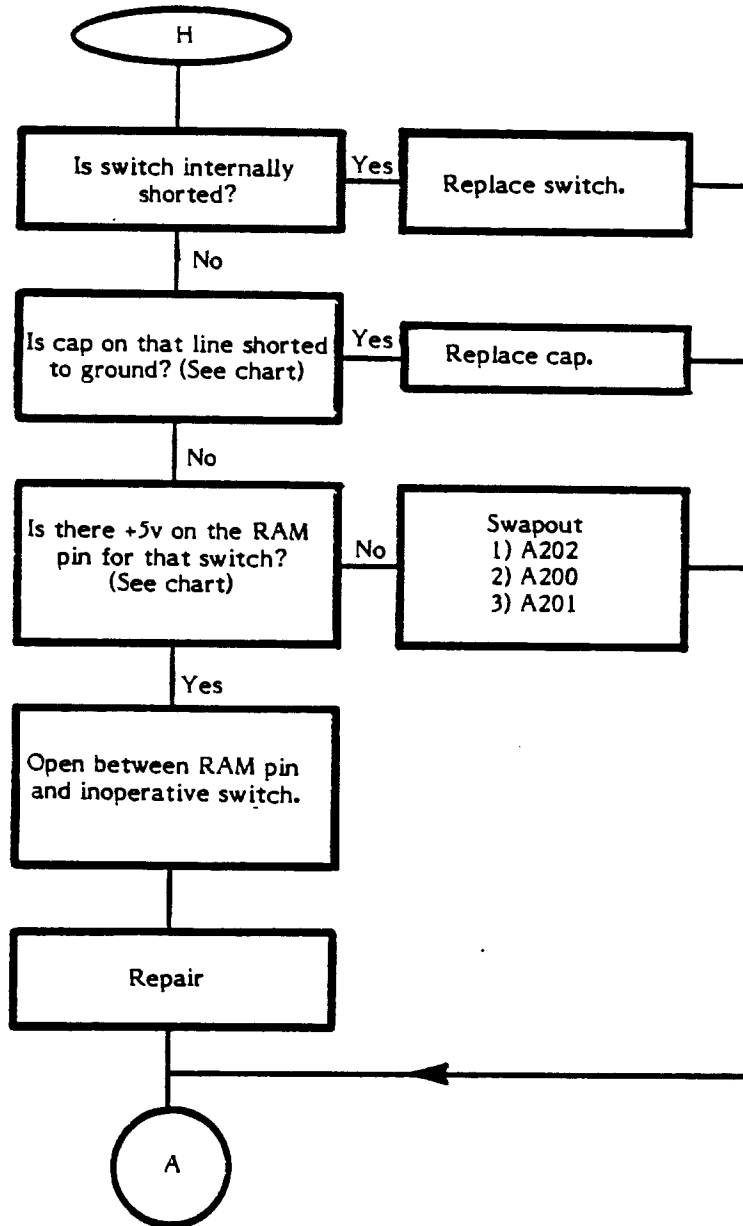 H
Is switch internally
shorted?
Yes
Replace switch.
No
Is cap on that line shorted
to ground? (See chart)
Yes
Replace cap.
No
Is there +5v on the RAM
pin for that switch?
(See chart)
No
Swapout
1) A202
2) A200
3) A201
Yes
Open between RAM pin
and inoperative switch.
Repair
A